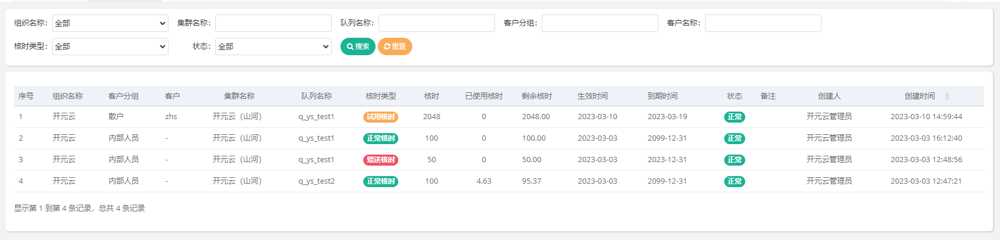 组织名称： 全部 集群名称： 队列名称： 客户分组： 客户名称：
核时类型： 全部 状态： 全部 搜索 重置
序号 组织名称 客户分组 客户 集群名称 队列名称 核时类型 核时 已使用核时 剩余核时 生效时间 到期时间 状态 备注 创建人 创建时间
1 开元云 散户 zhs 开元云（山河） q_ys_test1 试用核时 2048 0 2048.00 2023-03-10 2023-03-19 正常 开元云管理员 2023-03-10 14:59:44
2 开元云 内部人员 - 开元云（山河） q_ys_test1 正常核时 100 0 100.00 2023-03-03 2099-12-31 正常 开元云管理员 2023-03-03 16:12:40
3 开元云 内部人员 - 开元云（山河） q_ys_test1 赠送核时 50 0 50.00 2023-03-03 2023-12-31 正常 开元云管理员 2023-03-03 12:48:56
4 开元云 内部人员 - 开元云（山河） q_ys_test2 正常核时 100 4.63 95.37 2023-03-03 2099-12-31 正常 开元云管理员 2023-03-03 12:47:21
显示第 1 到第 4 条记录，总共 4 条记录